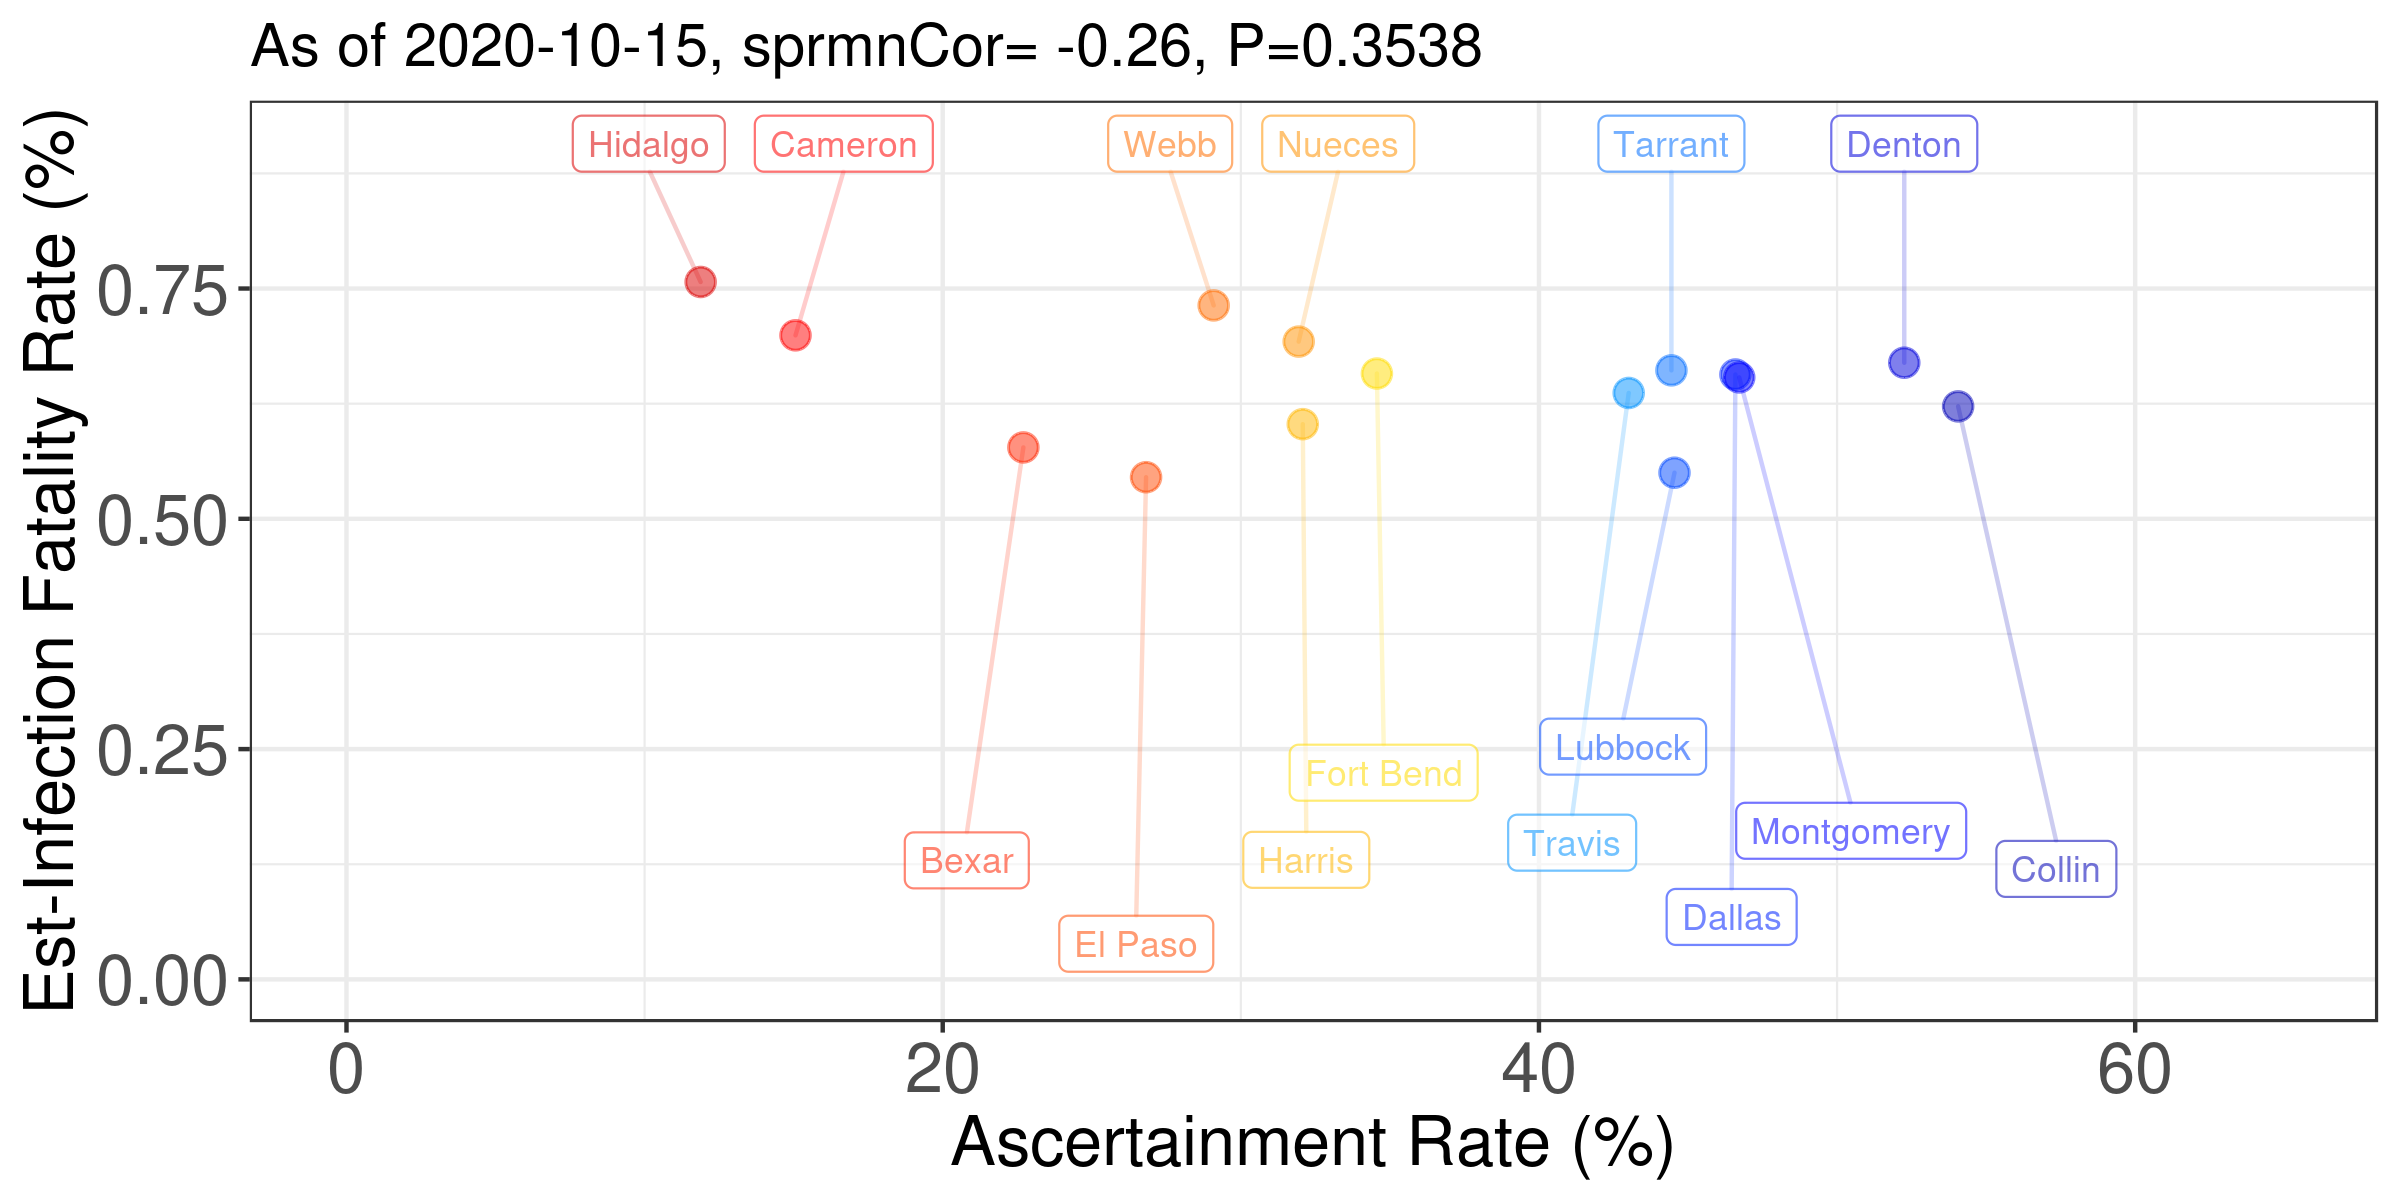 As of 2020-10-15, sprmnCor= -0.26, P=0.3538
Est-Infection Fatality Rate (%)
Hidalgo
Cameron
Webb
Nueces
Tarrant
Denton
0.75
0.50
0.25
Lubbock
Fort Bend
Montgomery
Travis
Bexar
Harris
Collin
Dallas
El Paso
0.00
0
20
40
60
Ascertainment Rate (%)